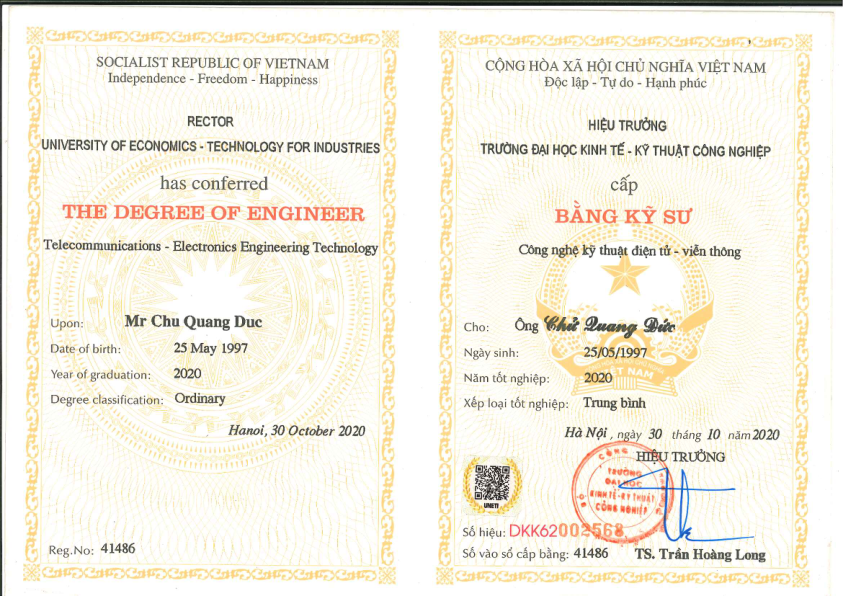 SOCIALIST REPUBLIC OF VIETNAM
Independence - Freedom - Happiness
RECTOR
UNIVERSITY OF ECONOMICS - TECHNOLOGY FOR INDUSTRIES
has conferred
THE DEGREE OF ENGINEER
Telecommunications - Electronics Engineering Technology
Upon: Mr Chu Quang Duc
Date of birth: 25 May 1997
Year of graduation: 2020
Degree classification: Ordinary
Hanoi, 30 October 2020
Reg.No: 41486
CỘNG HÒA XÃ HỘI CHỦ NGHĨA VIỆT NAM
Độc lập - Tự do - Hạnh phúc
HIỆU TRƯỞNG
TRƯỜNG ĐẠI HỌC KINH TẾ - KỸ THUẬT CÔNG NGHIỆP
cấp
BẰNG KỸ SƯ
Công nghệ kỹ thuật điện tử - viễn thông
Cho: Ông Chử Quang Đức
Ngày sinh: 25/05/1997
VIỆT NAM
Năm tốt nghiệp: 2020
Xếp loại tốt nghiệp: Trung bình
Hà Nội, ngày 30 tháng 10 năm 2020
HIỆU TRƯỞNG
TRƯỜNG
ĐẠI HỌC
KINH TẾ-KỸ THUẬT
CÔNG NGHIỆP
UNETI
Số hiệu: DKK62002568
Số vào sổ cấp bằng: 41486 TS. Trần Hoàng Long